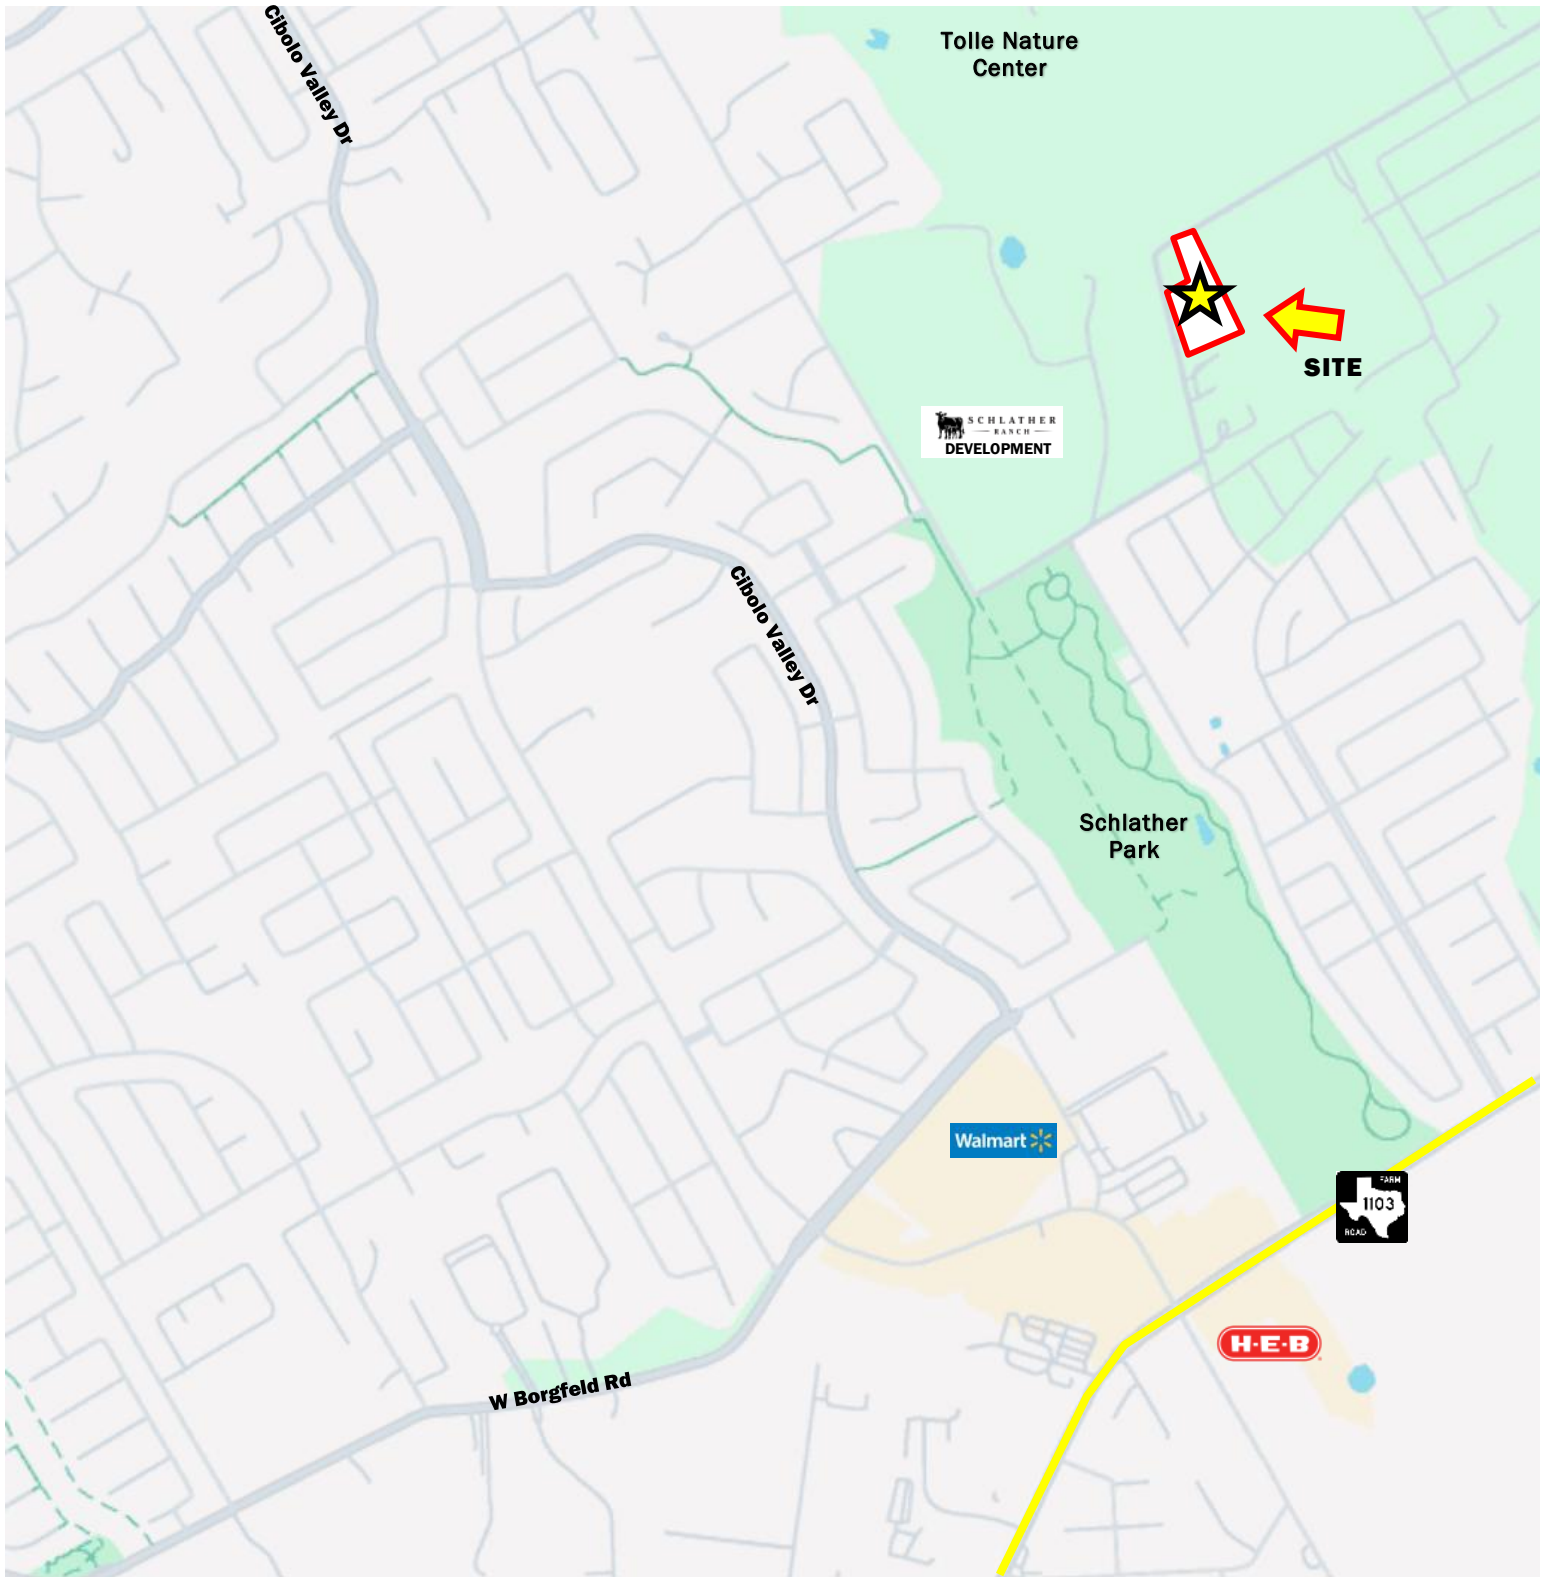 Cibolo Valley Dr
Tolle Nature
Center
SITE
SCHLATHER
RANCH
DEVELOPMENT
Cibolo Valley Dr
Schlather
Park
Walmart
FARM
1103
ROAD
H-E-B
W Borgfeld Rd